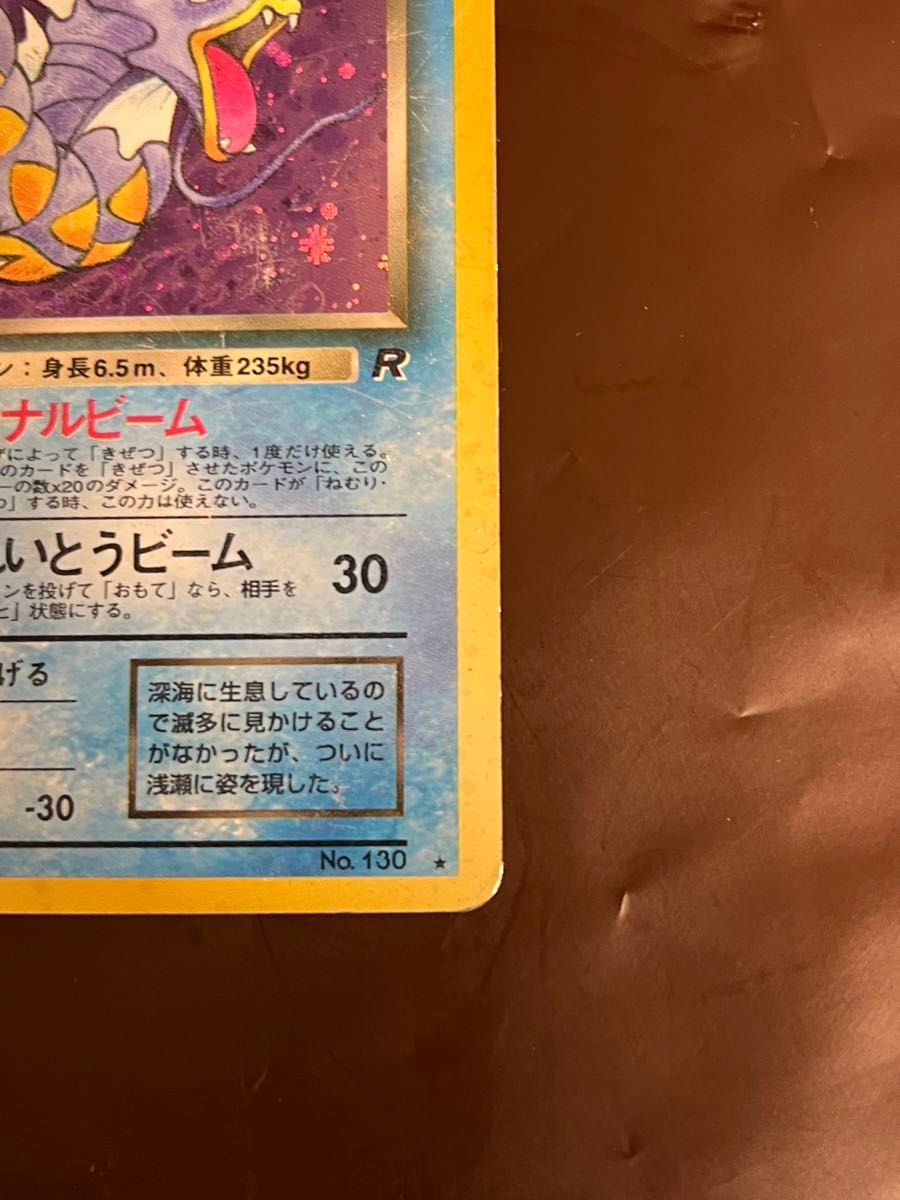 ン：身長6.5m、体重235kg R
ナルビーム
によって「きぜつ」する時、1度だけ使える。
のカードを「きぜつ」させたポケモンに、この
ーの数x20のダメージ。このカードが「ねむり・
」する時、この力は使えない。
いとうビーム 30
ンを投げて「おもて」なら、相手を
ヒ」状態にする。
げる
深海に生息しているの
で滅多に見かけること
がなかったが、ついに
浅瀬に姿を現した。
-30
No. 130 ★